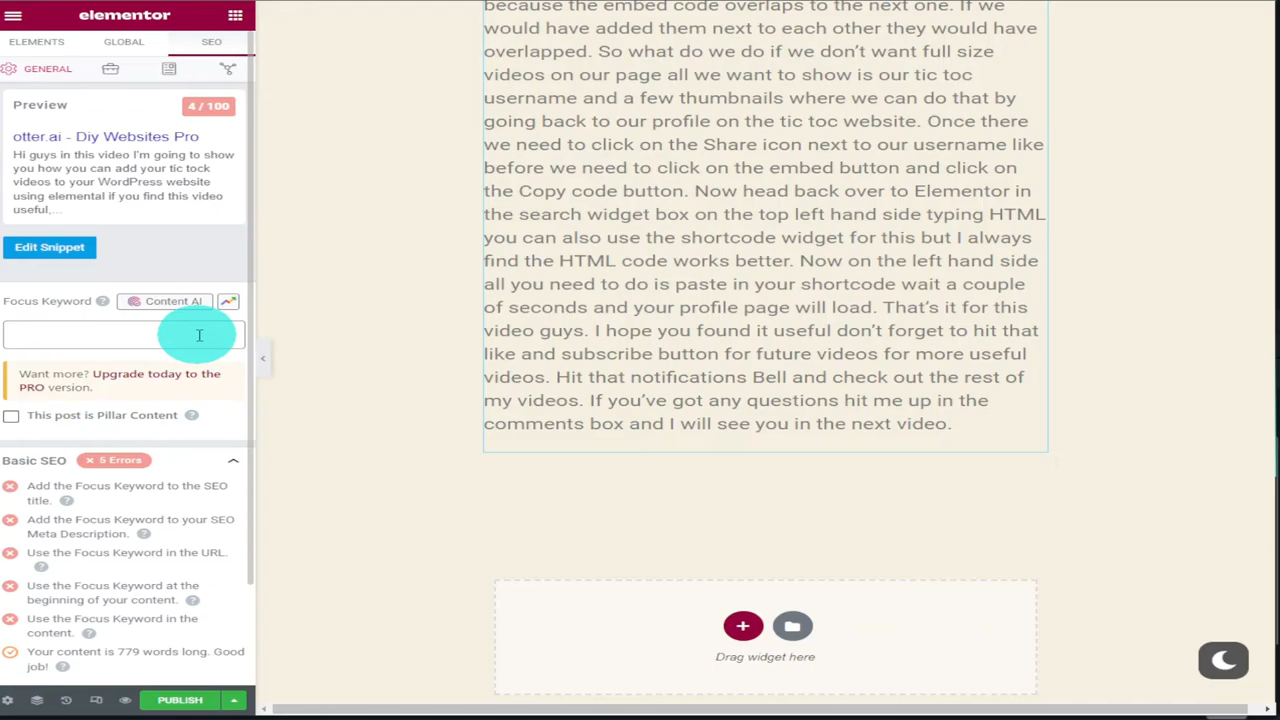 elementor
ELEMENTS GLOBAL SEO
GENERAL
Preview 4 / 100
otter.ai - Diy Websites Pro
Hi guys in this video I'm going to show
you how you can add your tic tock
videos to your WordPress website
using elemental if you find this video
useful,...
Edit Snippet
Focus Keyword ? Content AI
Want more? Upgrade today to the
PRO version.
This post is Pillar Content ?
Basic SEO × 5 Errors
Add the Focus Keyword to the SEO
title. ?
Add the Focus Keyword to your SEO
Meta Description. ?
Use the Focus Keyword in the URL.
?
Use the Focus Keyword at the
beginning of your content. ?
Use the Focus Keyword in the
content. ?
Your content is 779 words long. Good
job! ?
PUBLISH
because the embed code overlaps to the next one. If we
would have added them next to each other they would have
overlapped. So what do we do if we don't want full size
videos on our page all we want to show is our tic toc
username and a few thumbnails where we can do that by
going back to our profile on the tic toc website. Once there
we need to click on the Share icon next to our username like
before we need to click on the embed button and click on
the Copy code button. Now head back over to Elementor in
the search widget box on the top left hand side typing HTML
you can also use the shortcode widget for this but I always
find the HTML code works better. Now on the left hand side
all you need to do is paste in your shortcode wait a couple
of seconds and your profile page will load. That's it for this
video guys. I hope you found it useful don't forget to hit that
like and subscribe button for future videos for more useful
videos. Hit that notifications Bell and check out the rest of
my videos. If you've got any questions hit me up in the
comments box and I will see you in the next video.
Drag widget here